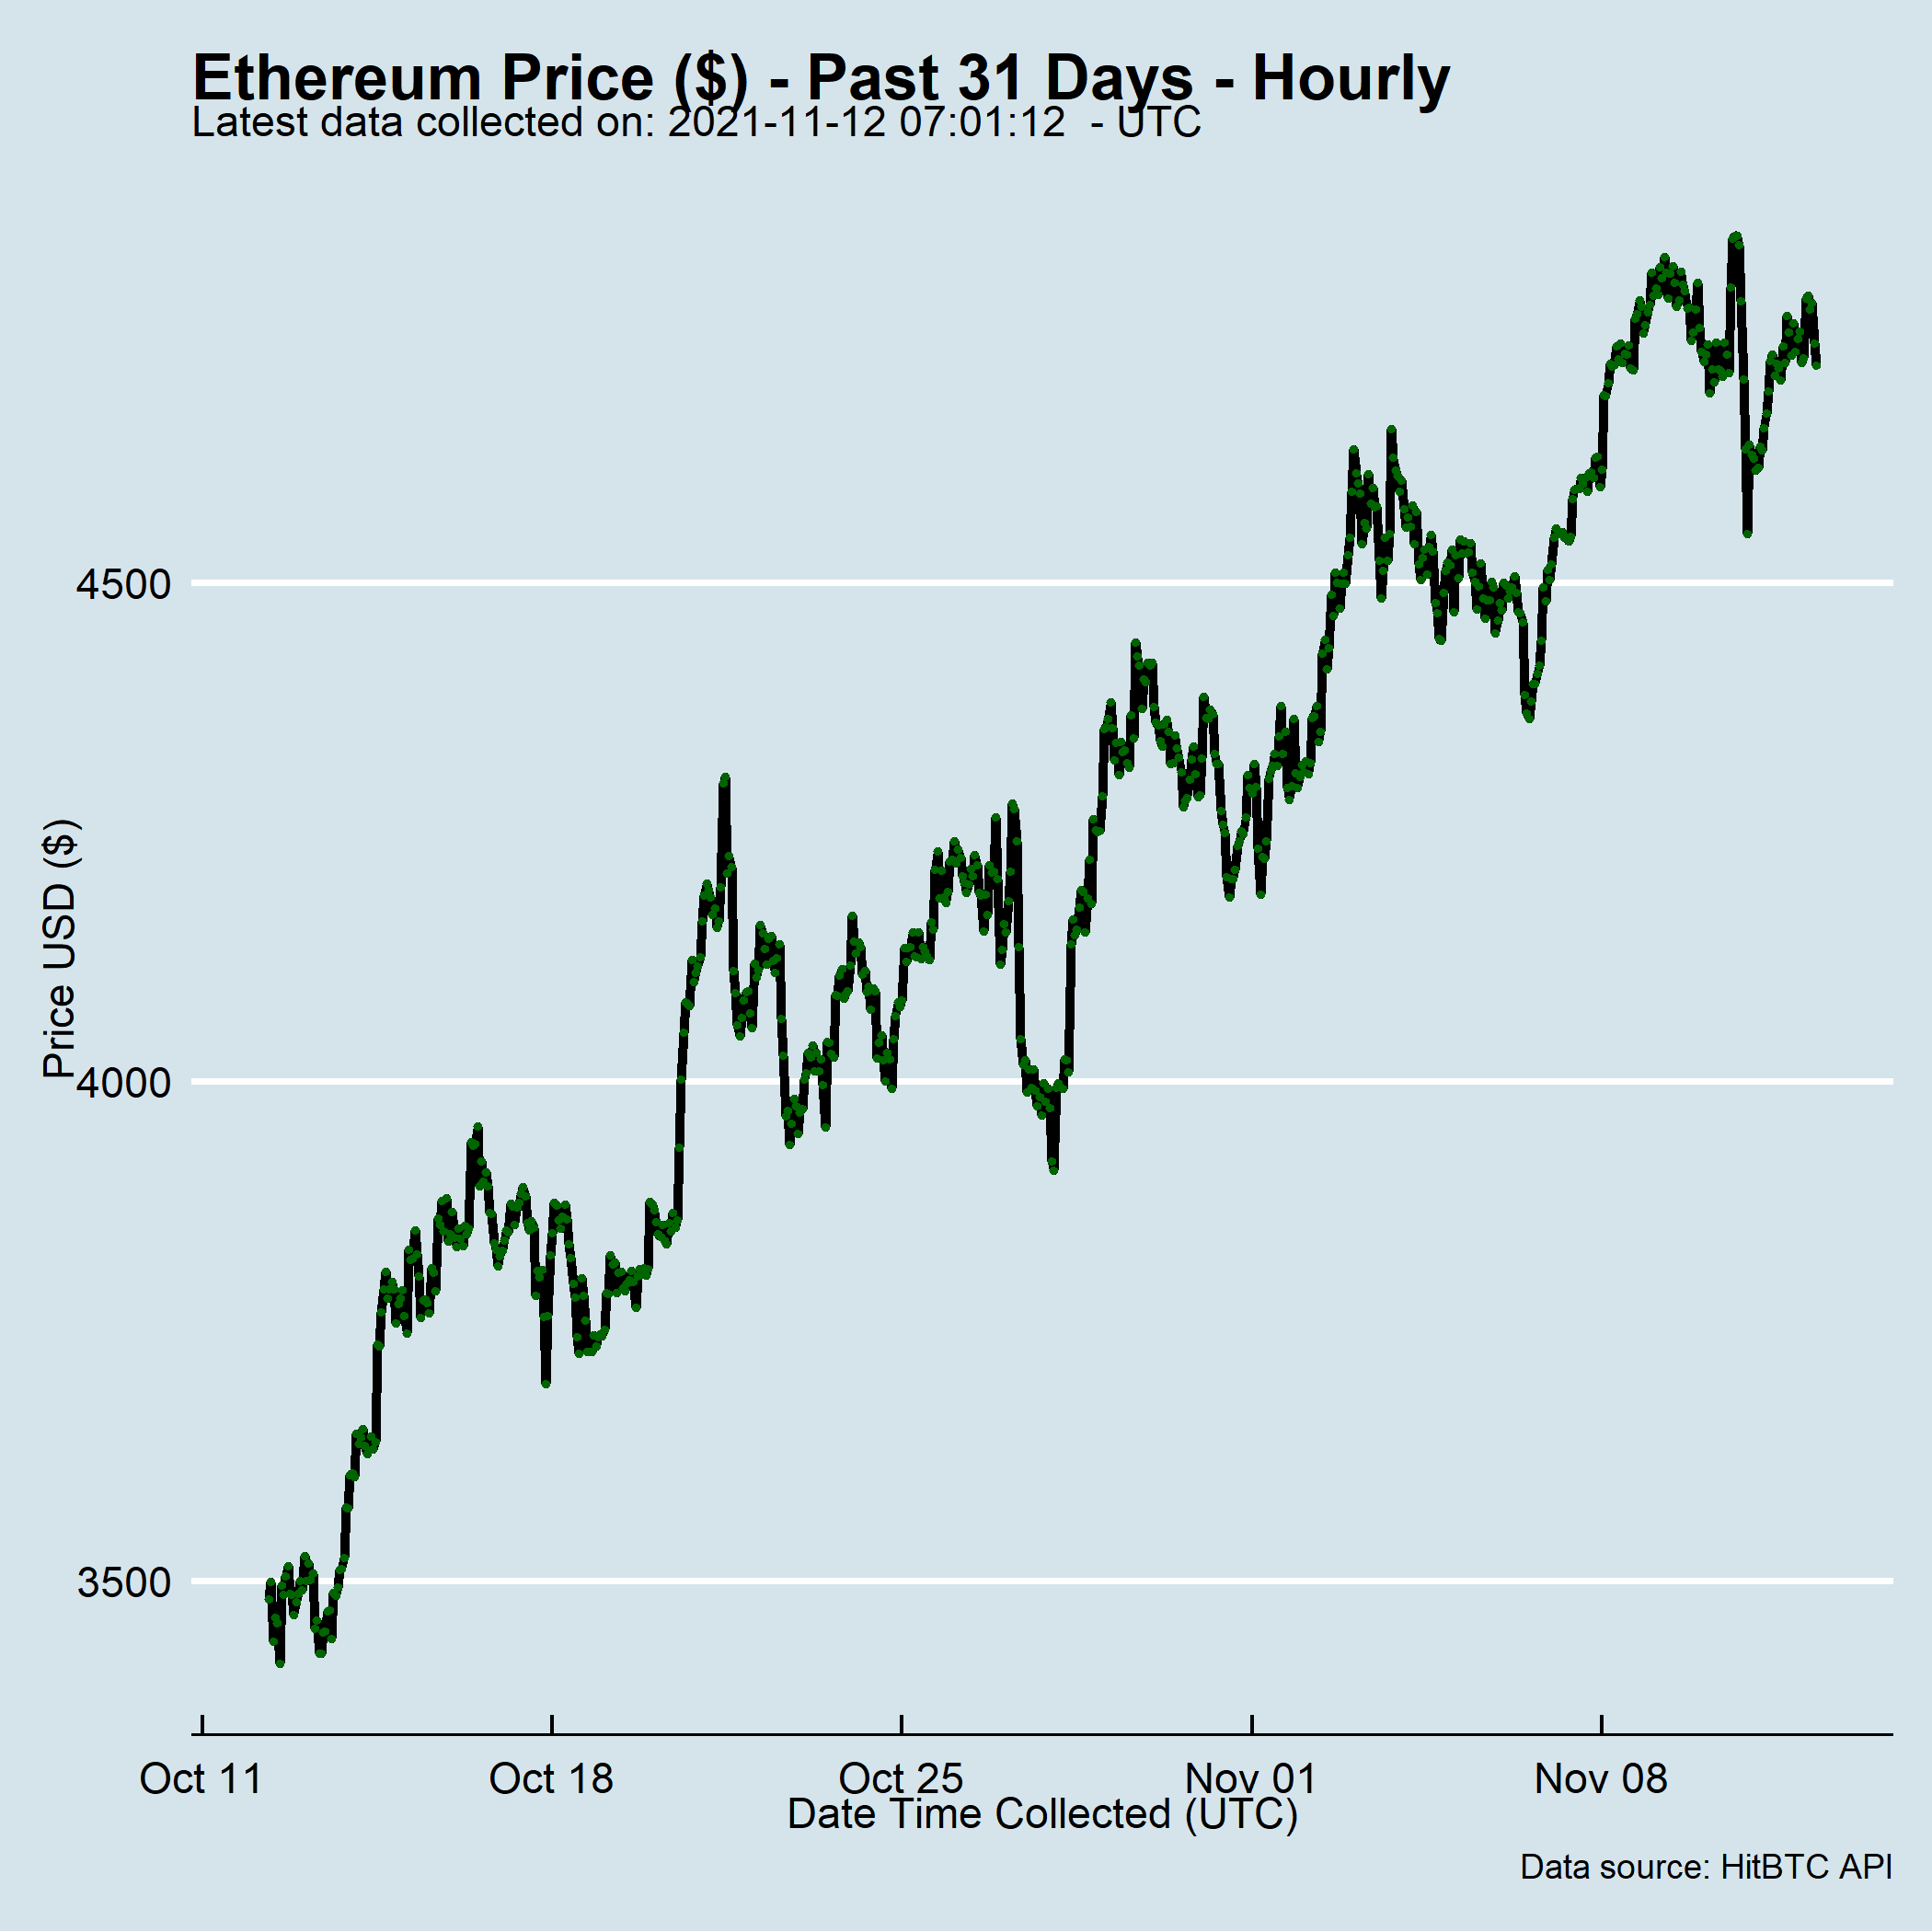 Ethereum Price ($) - Past 31 Days - Hourly
Latest data collected on: 2021-11-12 07:01:12  - UTC
Price USD ($)
4500
4000
3500
Oct 11
Oct 18
Oct 25
Nov 01
Nov 08
Date Time Collected (UTC)
Data source: HitBTC API